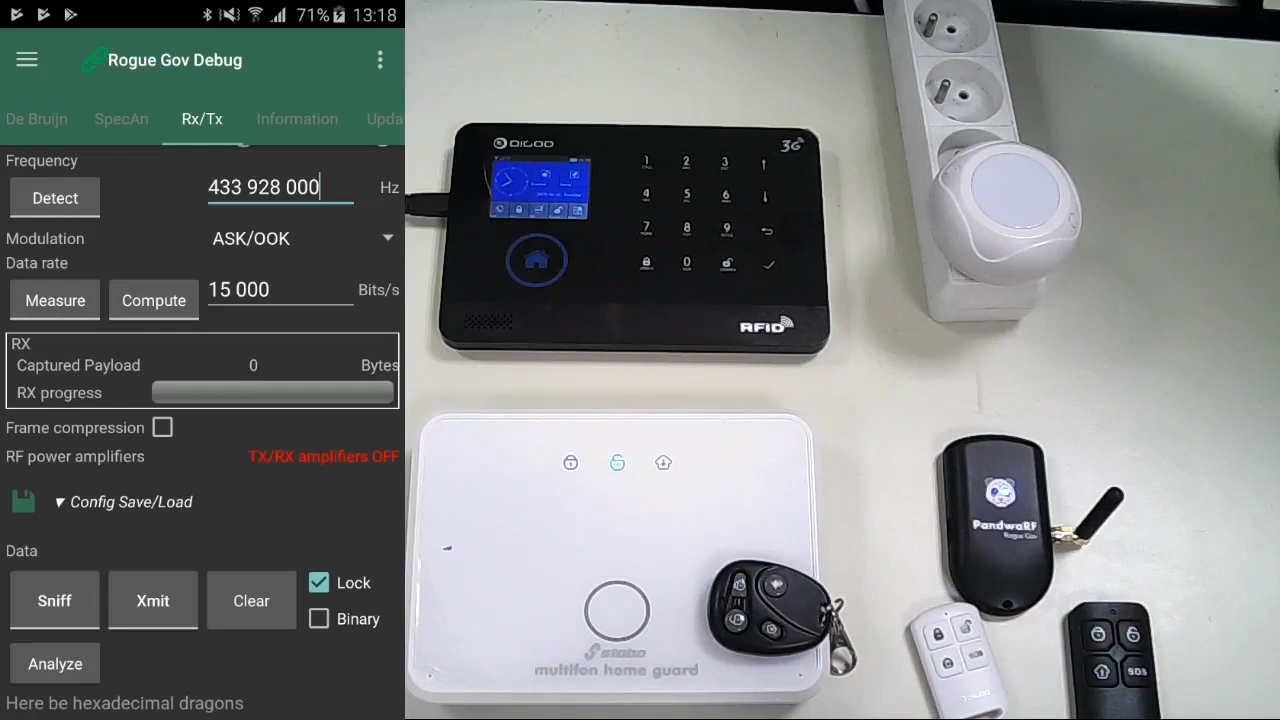 71% 13:18
Rogue Gov Debug
De Bruijn SpecAn Rx/Tx Information Upda
Frequency
Detect 433 928 000 Hz
Modulation ASK/OOK
Data rate
Measure Compute 15 000 Bits/s
RX
Captured Payload 0 Bytes
RX progress
Frame compression
RF power amplifiers TX/RX amplifiers OFF
▼ Config Save/Load
Data
Sniff Xmit Clear Lock
Binary
Analyze
Here be hexadecimal dragons
DIGOO 3G
1 2 3
4 5 6
7 8 9
0
RFID
stabo
multifon home guard
PandwaRF
Rogue Gov
SOS